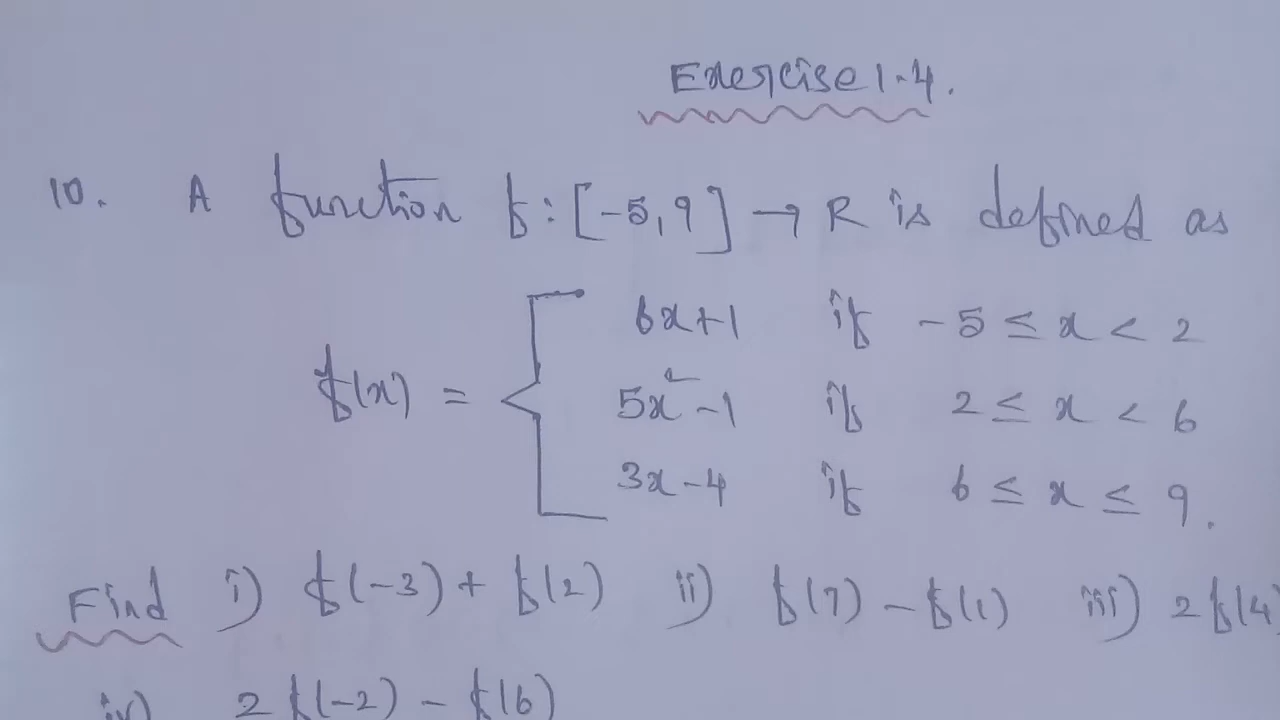 Exercise 1.4.
10. A function f : [-5, 9] → R is defined as
f(x) = { 6x+1 if -5 ≤ x < 2
5x² - 1 if 2 ≤ x < 6
3x - 4 if 6 ≤ x ≤ 9.
Find i) f(-3) + f(2) ii) f(7) - f(1) iii) 2f(4)
iv) 2f(-2) - f(6)